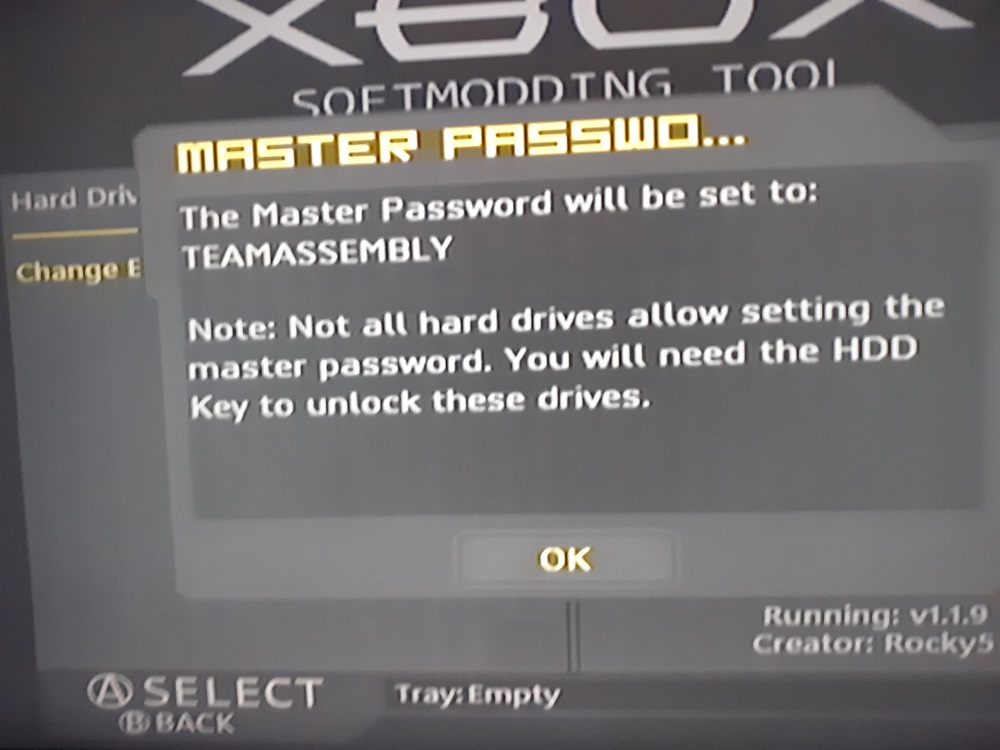 XBOX
SOFTMODDING TOOL
MASTER PASSWO...
Hard Driv
The Master Password will be set to:
TEAMASSEMBLY
Change E
Note: Not all hard drives allow setting the
master password. You will need the HDD
Key to unlock these drives.
OK
Running: v1.1.9
Creator: Rocky5
A SELECT
Tray: Empty
B BACK